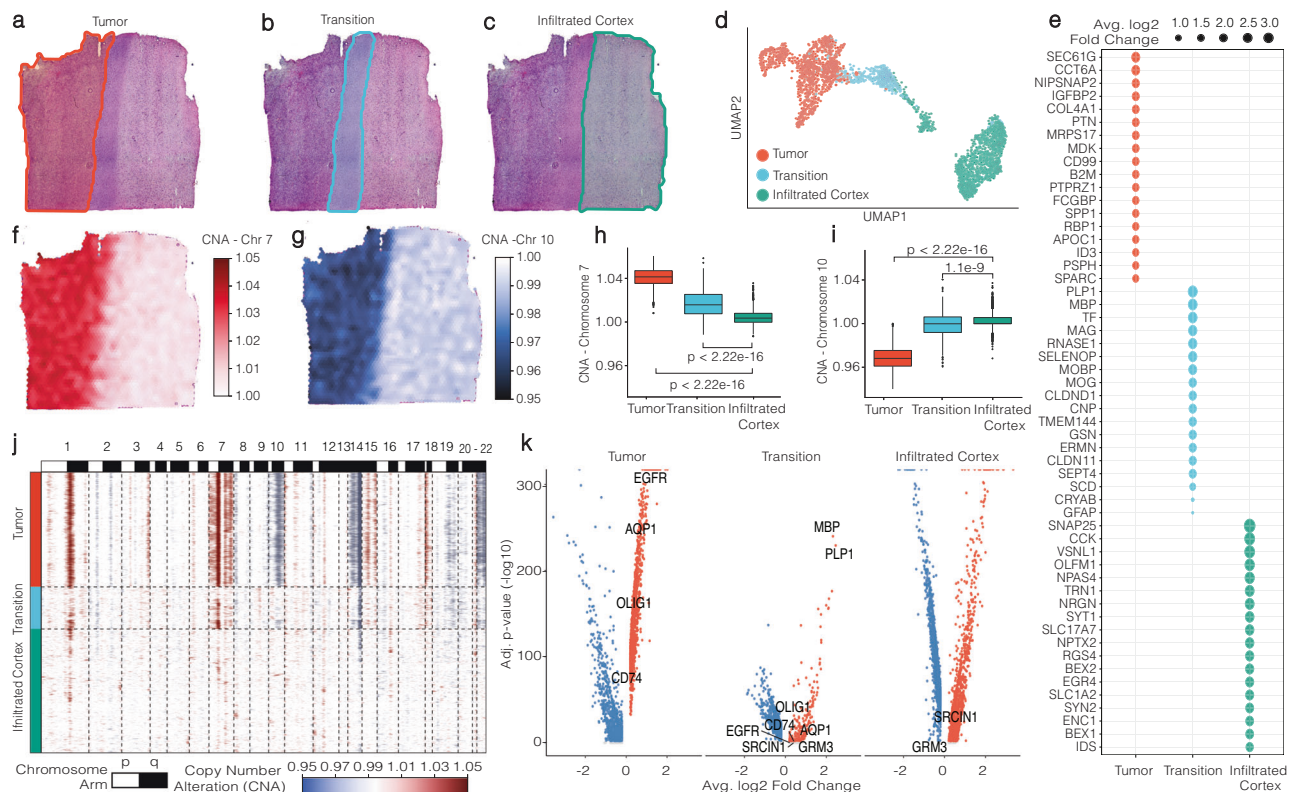 a
Tumor
b
Transition
c
Infiltrated Cortex
d
UMAP2
Tumor
Transition
Infiltrated Cortex
UMAP1
e
Avg. log2
Fold Change
1.0 1.5 2.0 2.5 3.0
SEC61G
CCT6A
NIPSNAP2
IGFBP2
COL4A1
PTN
MRPS17
MDK
CD99
B2M
PTPRZ1
FCGBP
SPP1
RBP1
APOC1
ID3
PSPH
SPARC
PLP1
MBP
TF
MAG
RNASE1
SELENOP
MOBP
MOG
CLDND1
CNP
TMEM144
GSN
ERMN
CLDN11
SEPT4
SCD
CRYAB
GFAP
SNAP25
CCK
VSNL1
OLFM1
NPAS4
TRN1
NRGN
SYT1
SLC17A7
NPTX2
RGS4
BEX2
EGR4
SLC1A2
SYN2
ENC1
BEX1
IDS
Tumor Transition Infiltrated
Cortex
f
CNA - Chr 7
1.05
1.04
1.03
1.02
1.01
1.00
g
CNA -Chr 10
1.00
0.99
0.98
0.97
0.96
0.95
h
CNA - Chromosome 7
1.04
1.00
0.96
p < 2.22e-16
p < 2.22e-16
Tumor Transition Infiltrated
Cortex
i
CNA - Chromosome 10
1.04
1.00
0.96
p < 2.22e-16
1.1e-9
Tumor Transition Infiltrated
Cortex
j
1 2 3 4 5 6 7 8 9 10 11 12 13 14 15 16 17 18 19 20 - 22
Tumor
Transition
Ifniltrated Cortex
Chromosome
Arm
p q
Copy Number
Alteration (CNA)
0.95 0.97 0.99 1.01 1.03 1.05
k
Tumor Transition Infiltrated Cortex
Adj. p-value (-log10)
300
200
100
0
EGFR
AQP1
OLIG1
CD74
MBP
PLP1
OLIG1
CD74
EGFR
AQP1
SRCIN1
GRM3
SRCIN1
GRM3
-2 0 2 -2 0 2 -2 0 2
Avg. log2 Fold Change